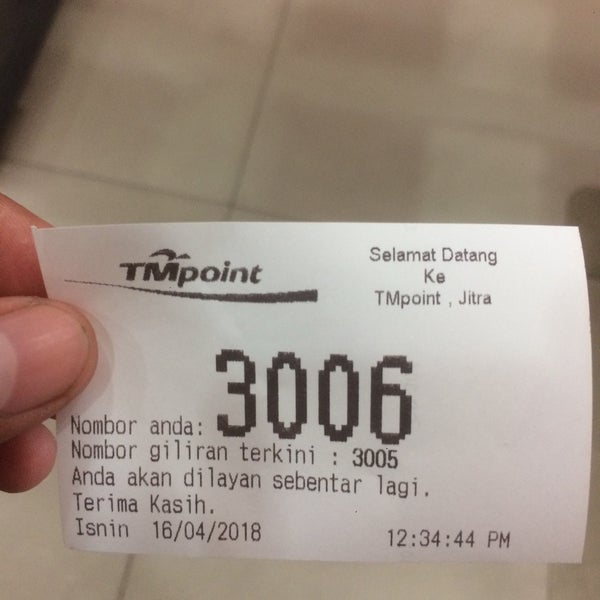 TMpoint
Selamat Datang
Ke
TMpoint , Jitra
Nombor anda: 3006
Nombor giliran terkini : 3005
Anda akan dilayan sebentar lagi.
Terima Kasih.
Isnin 16/04/2018 12:34:44 PM